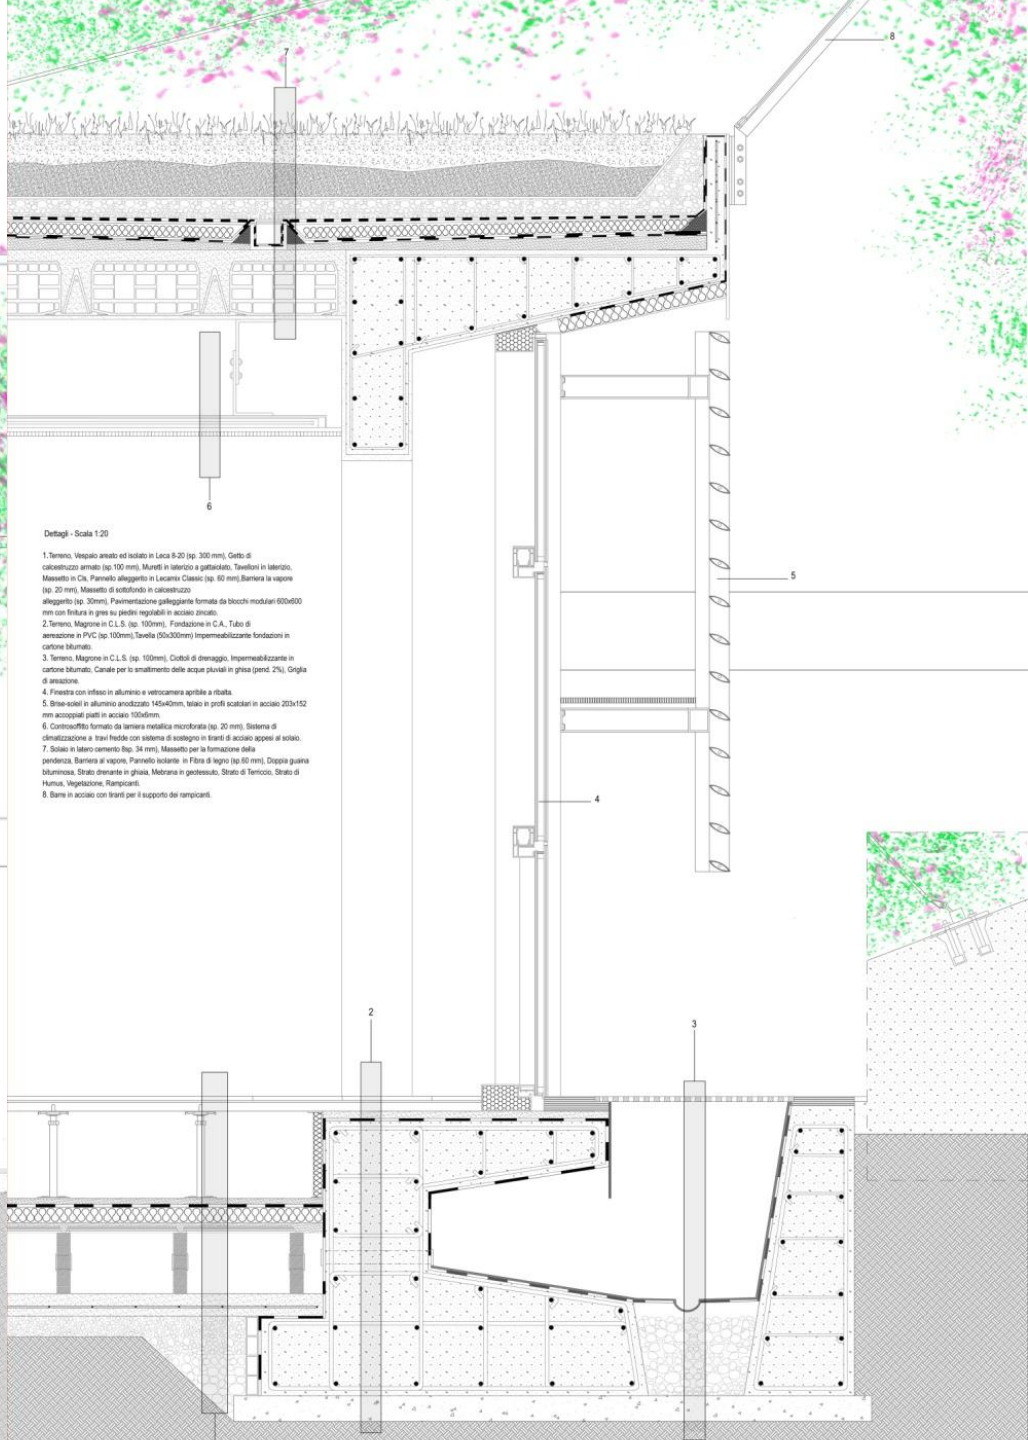 7
8
6
Dettagli - Scala 1:20
1.Terreno, Vespaio areato ed isolato in Leca 8-20 (sp. 300 mm), Getto di
calcestruzzo armato (sp.100 mm), Muretti in laterizio a gattaiolato, Tavelloni in laterizio,
Massetto in Cls, Pannello alleggerito in Lecamix Classic (sp. 60 mm),Barriera la vapore
(sp. 20 mm), Massetto di sottofondo in calcestruzzo
alleggerito (sp. 30mm), Pavimentazione galleggiante formata da blocchi modulari 600x600
mm con finitura in gres su piedini regolabili in acciaio zincato.
2.Terreno, Magrone in C.L.S. (sp. 100mm), Fondazione in C.A., Tubo di
aereazione in PVC (sp.100mm),Tavella (50x300mm) Impermeabilizzante fondazioni in
cartone bitumato.
3. Terreno, Magrone in C.L.S. (sp. 100mm), Ciottoli di drenaggio, Impermeabilizzante in
cartone bitumato, Canale per lo smaltimento delle acque pluviali in ghisa (pend. 2%), Griglia
di areazione.
4. Finestra con infisso in alluminio e vetrocamera apribile a ribalta.
5. Brise-soleil in alluminio anodizzato 145x40mm, telaio in profili scatolari in acciaio 203x152
mm accoppiati piatti in acciaio 100x6mm.
6. Controsoffitto formato da lamiera metallica microforata (sp. 20 mm), Sistema di
climatizzazione a travi fredde con sistema di sostegno in tiranti di acciaio appesi al solaio.
7. Solaio in latero cemento 8sp. 34 mm), Massetto per la formazione della
pendenza, Barriera al vapore, Pannello isolante in Fibra di legno (sp.60 mm), Doppia guaina
bituminosa, Strato drenante in ghiaia, Mebrana in geotessuto, Strato di Terriccio, Strato di
Humus, Vegetazione, Rampicanti.
8. Barre in acciaio con tiranti per il supporto dei rampicanti.
5
4
2
3